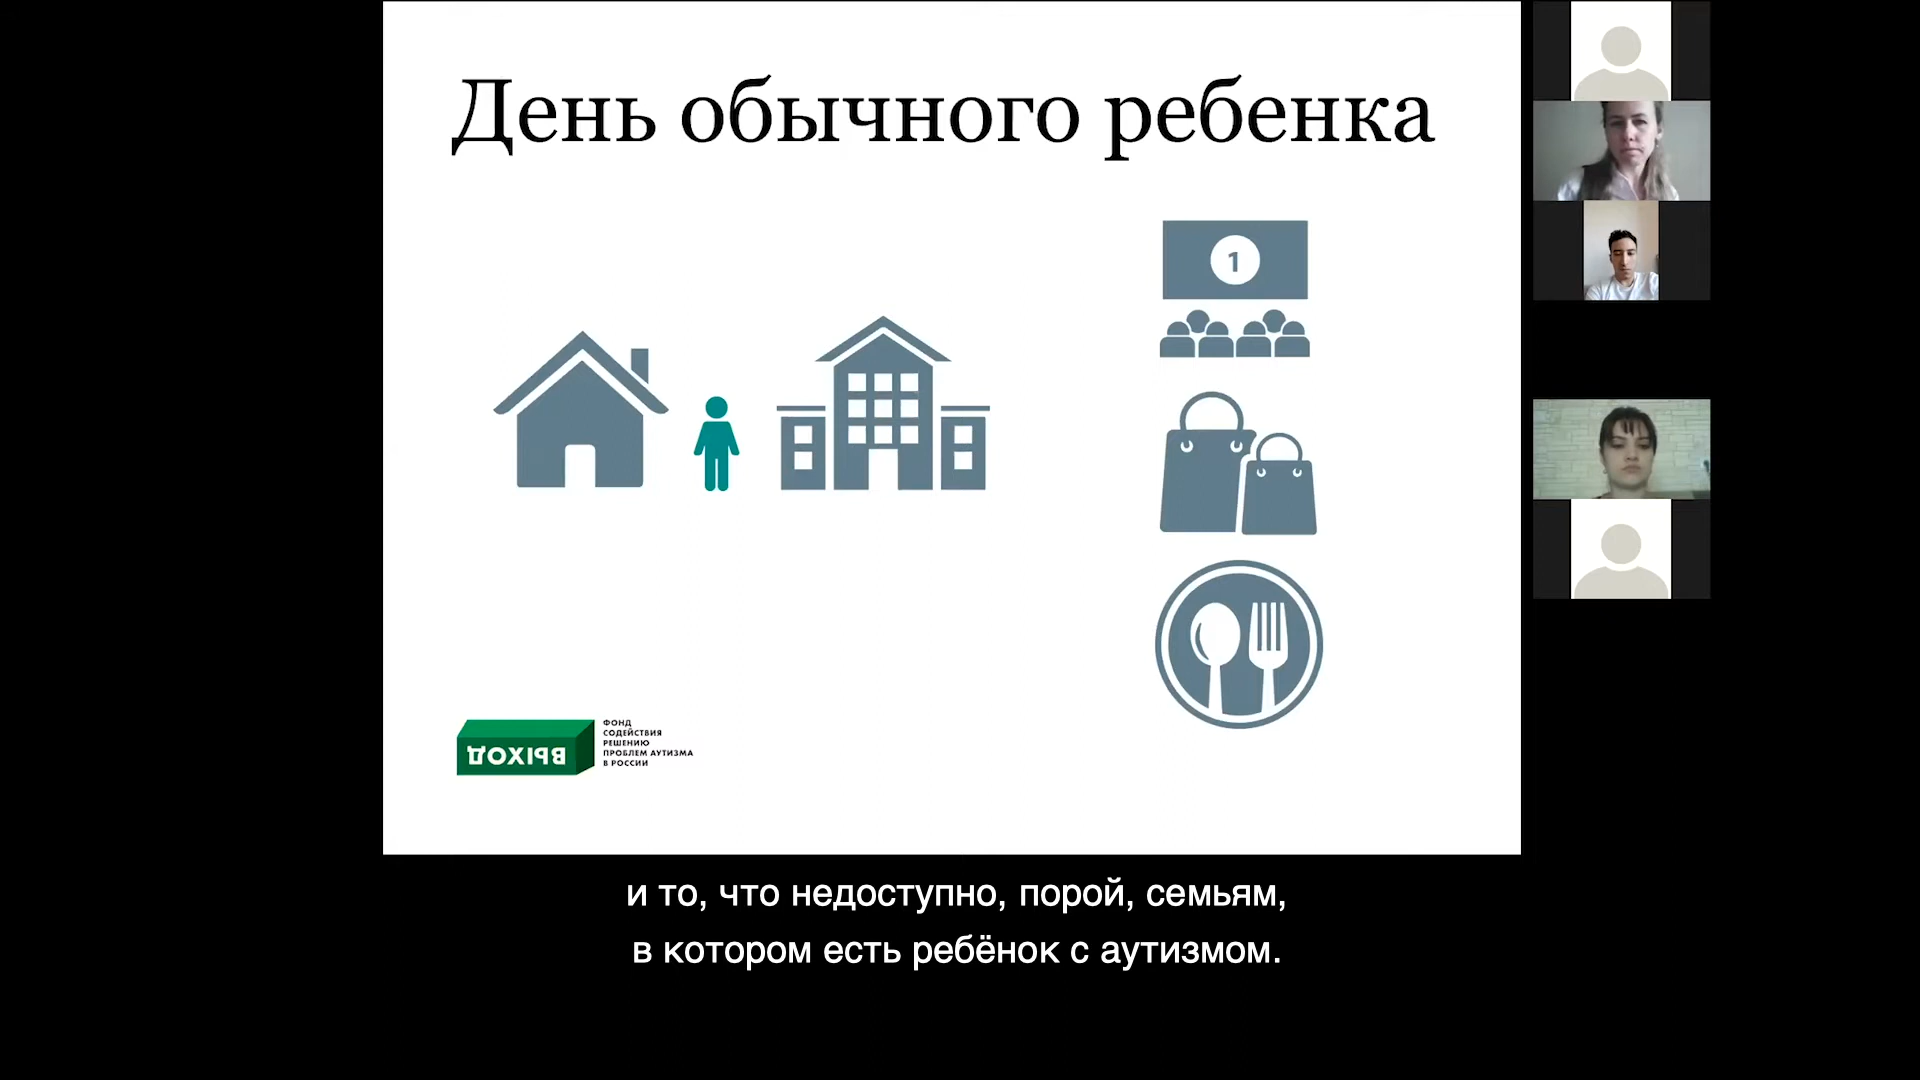 День обычного ребенка
1
ВЫХОД
ФОНД
СОДЕЙСТВИЯ
РЕШЕНИЮ
ПРОБЛЕМ АУТИЗМА
В РОССИИ
и то, что недоступно, порой, семьям,
в котором есть ребёнок с аутизмом.